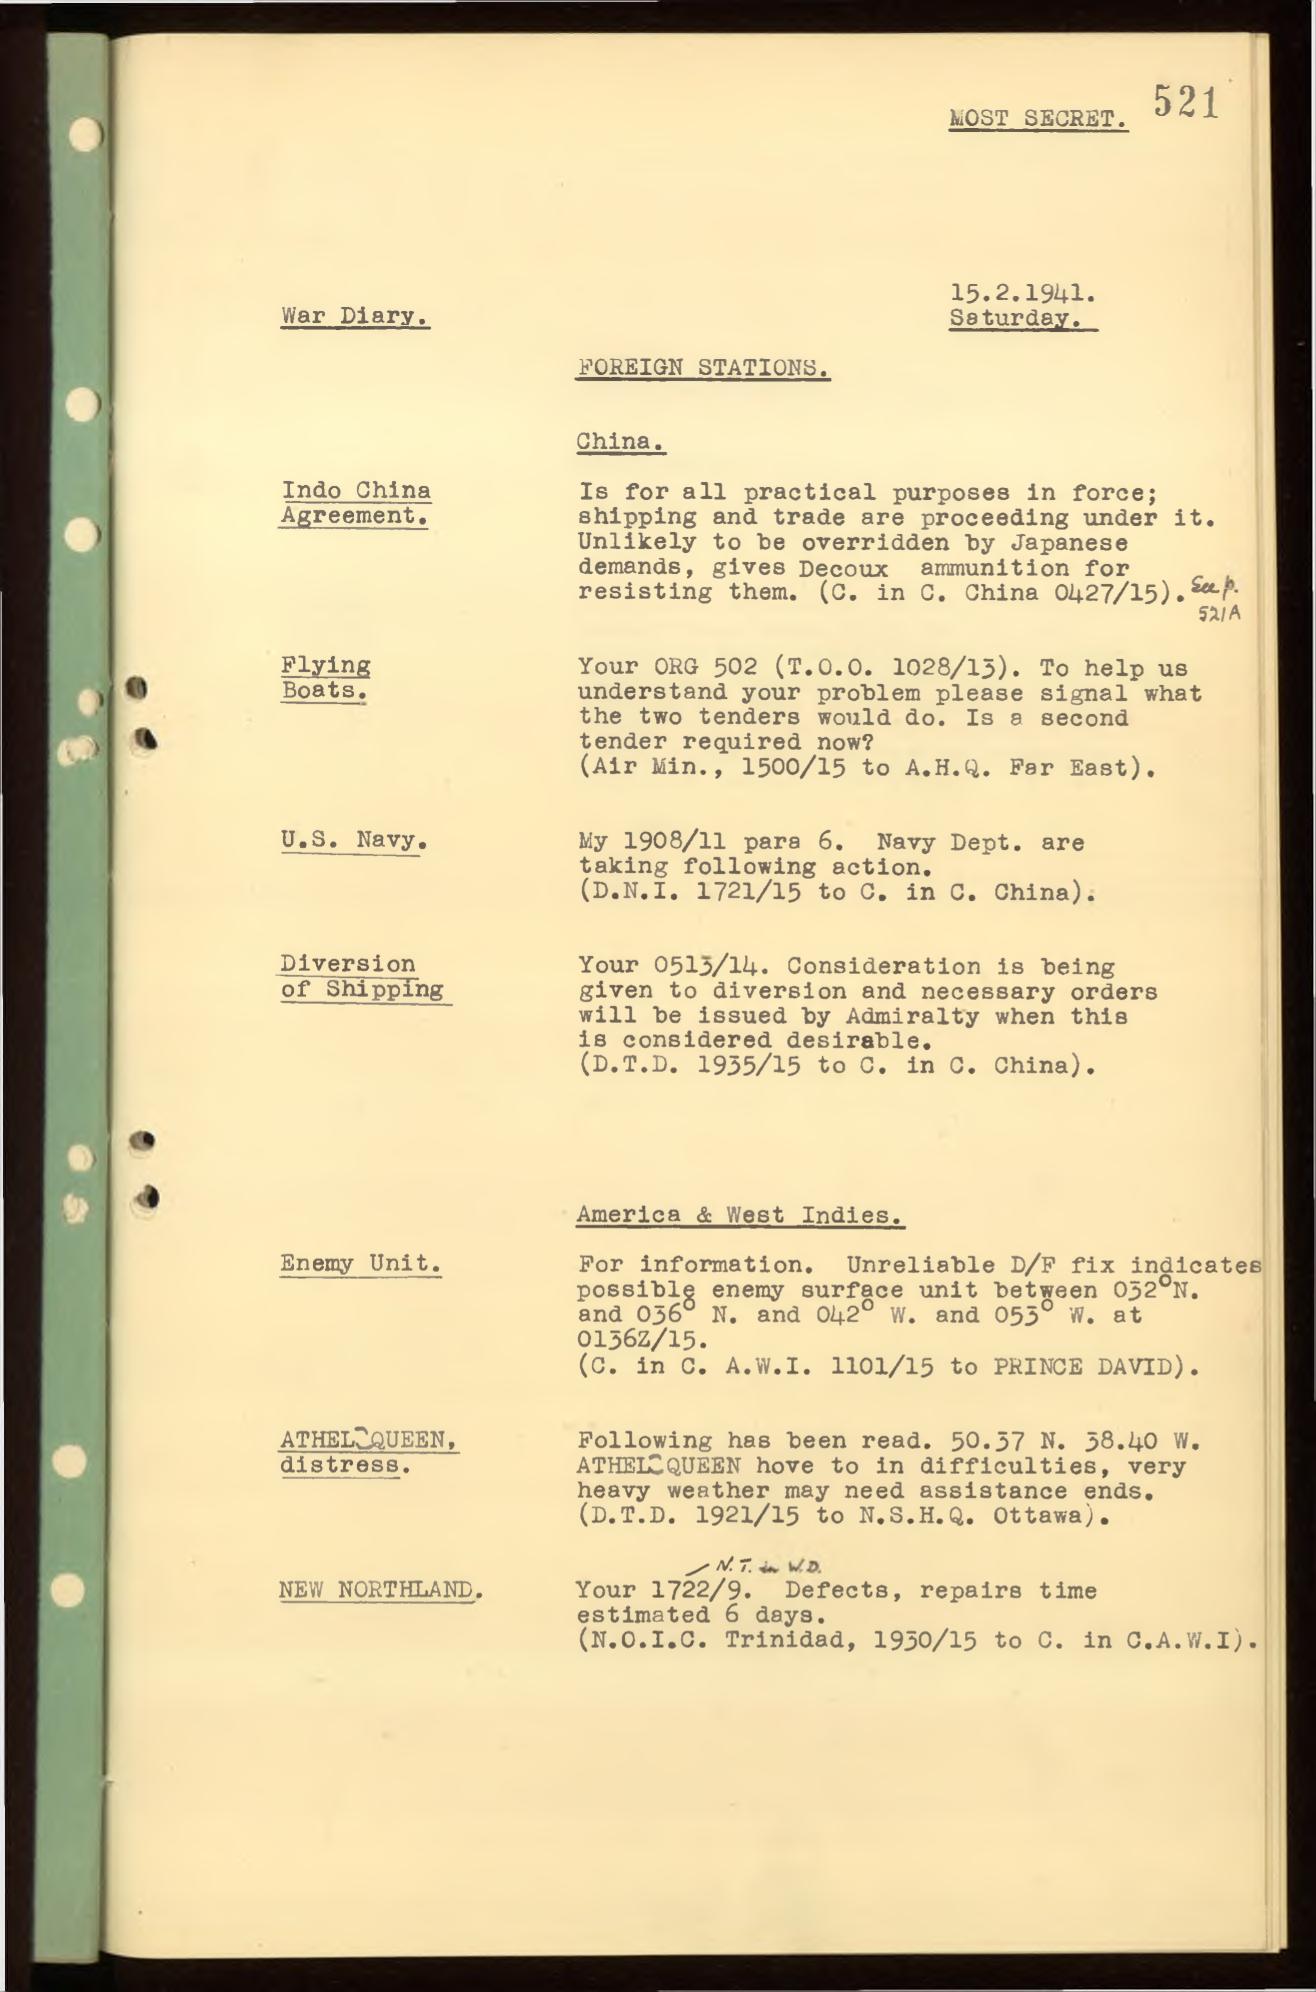 MOST SECRET. 521
15.2.1941.
War Diary. Saturday.
FOREIGN STATIONS.
China.
Indo China
Agreement.
Is for all practical purposes in force;
shipping and trade are proceeding under it.
Unlikely to be overridden by Japanese
demands, gives Decoux ammunition for
resisting them. (C. in C. China 0427/15). See p.
521A
Flying
Boats.
Your ORG 502 (T.O.O. 1028/13). To help us
understand your problem please signal what
the two tenders would do. Is a second
tender required now?
(Air Min., 1500/15 to A.H.Q. Far East).
U.S. Navy.
My 1908/11 para 6. Navy Dept. are
taking following action.
(D.N.I. 1721/15 to C. in C. China).
Diversion
of Shipping
Your 0513/14. Consideration is being
given to diversion and necessary orders
will be issued by Admiralty when this
is considered desirable.
(D.T.D. 1935/15 to C. in C. China).
America & West Indies.
Enemy Unit.
For information. Unreliable D/F fix indicates
possible enemy surface unit between 032°N.
and 036° N. and 042° W. and 053° W. at
0136Z/15.
(C. in C. A.W.I. 1101/15 to PRINCE DAVID).
ATHEL QUEEN,
distress.
Following has been read. 50.37 N. 38.40 W.
ATHEL QUEEN hove to in difficulties, very
heavy weather may need assistance ends.
(D.T.D. 1921/15 to N.S.H.Q. Ottawa).
N.T. in W.D.
NEW NORTHLAND.
Your 1722/9. Defects, repairs time
estimated 6 days.
(N.O.I.C. Trinidad, 1930/15 to C. in C.A.W.I).